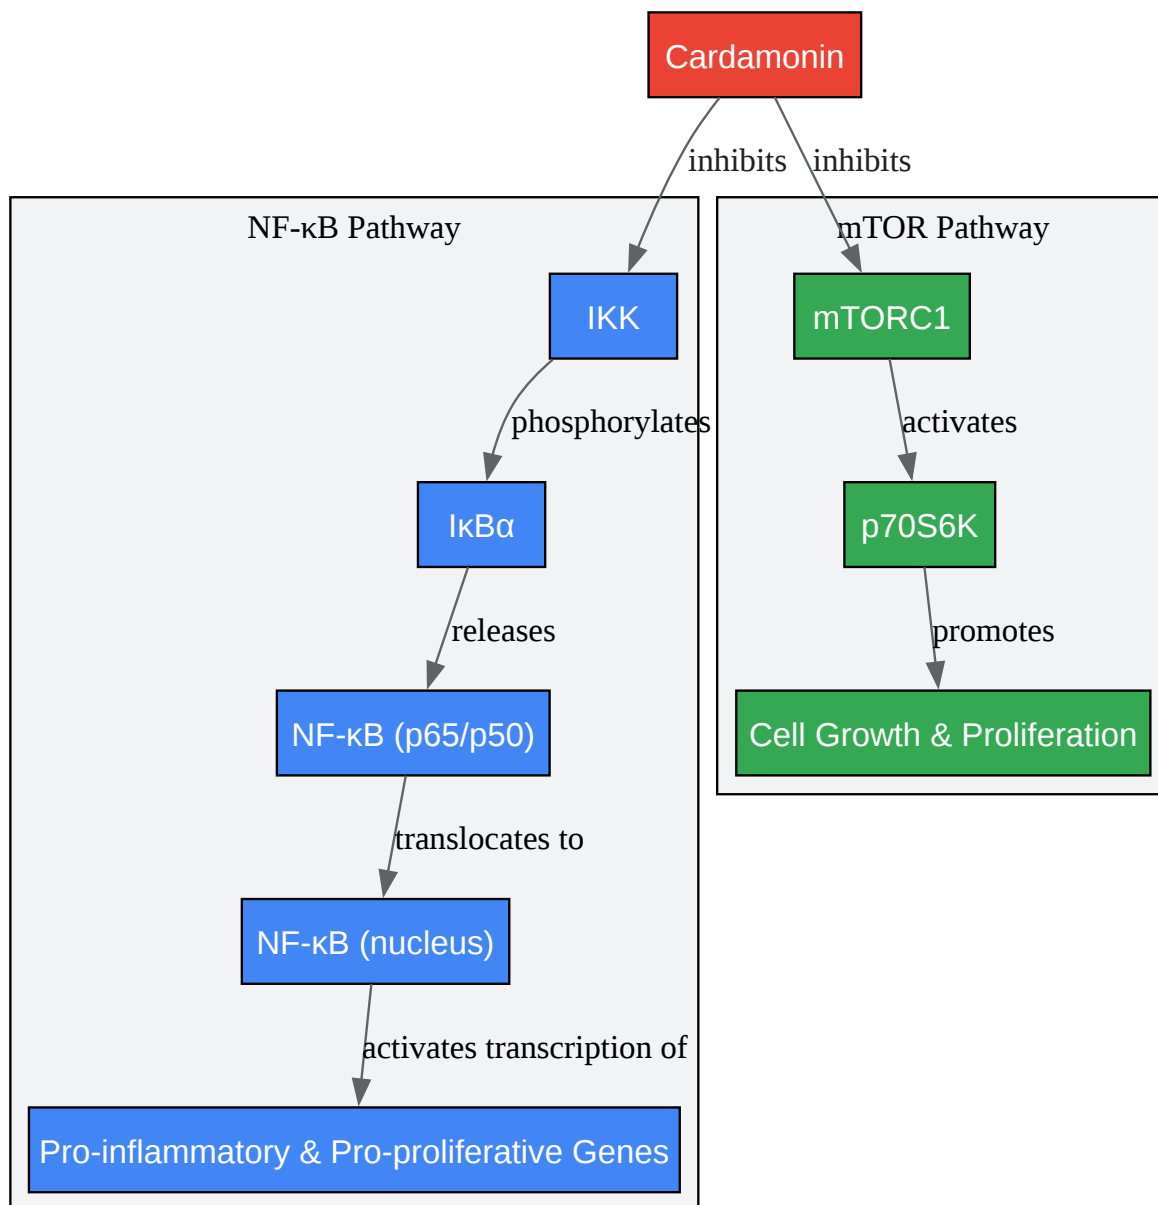 Cardamonin
inhibits
inhibits
NF-κB Pathway
mTOR Pathway
IKK
mTORC1
phosphorylates
activates
IκBα
p70S6K
releases
promotes
NF-κB (p65/p50)
Cell Growth & Proliferation
translocates to
NF-κB (nucleus)
activates transcription of
Pro-inflammatory & Pro-proliferative Genes